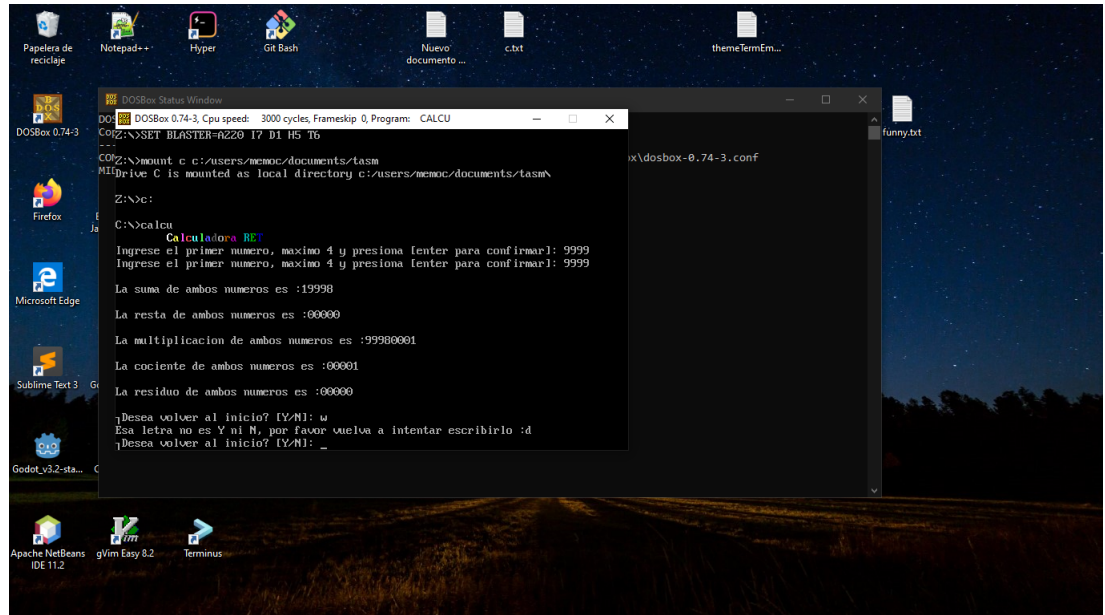 Papelera de
reciclaje
Notepad++
Hyper
Git Bash
Nuevo
documento ...
c.txt
themeTermEm...
DOSBox 0.74-3
funny.txt
Firefox
Microsoft Edge
Sublime Text 3
Godot_v3.2-sta...
Apache NetBeans
IDE 11.2
gVim Easy 8.2
Terminus
DOSBox Status Window
x\dosbox-0.74-3.conf
DOSBox 0.74-3, Cpu speed: 3000 cycles, Frameskip 0, Program: CALCU
Z:\>SET BLASTER=A220 I7 D1 H5 T6
Z:\>mount c c:/users/memoc/documents/tasm
Drive C is mounted as local directory c:/users/memoc/documents/tasm\
Z:\>c:
C:\>calcu
Calculadora RET
Ingrese el primer numero, maximo 4 y presiona [enter para confirmar]: 9999
Ingrese el primer numero, maximo 4 y presiona [enter para confirmar]: 9999
La suma de ambos numeros es :19998
La resta de ambos numeros es :00000
La multiplicacion de ambos numeros es :99980001
La cociente de ambos numeros es :00001
La residuo de ambos numeros es :00000
┐Desea volver al inicio? [Y/N]: w
Esa letra no es Y ni N, por favor vuelva a intentar escribirlo :d
┐Desea volver al inicio? [Y/N]: _